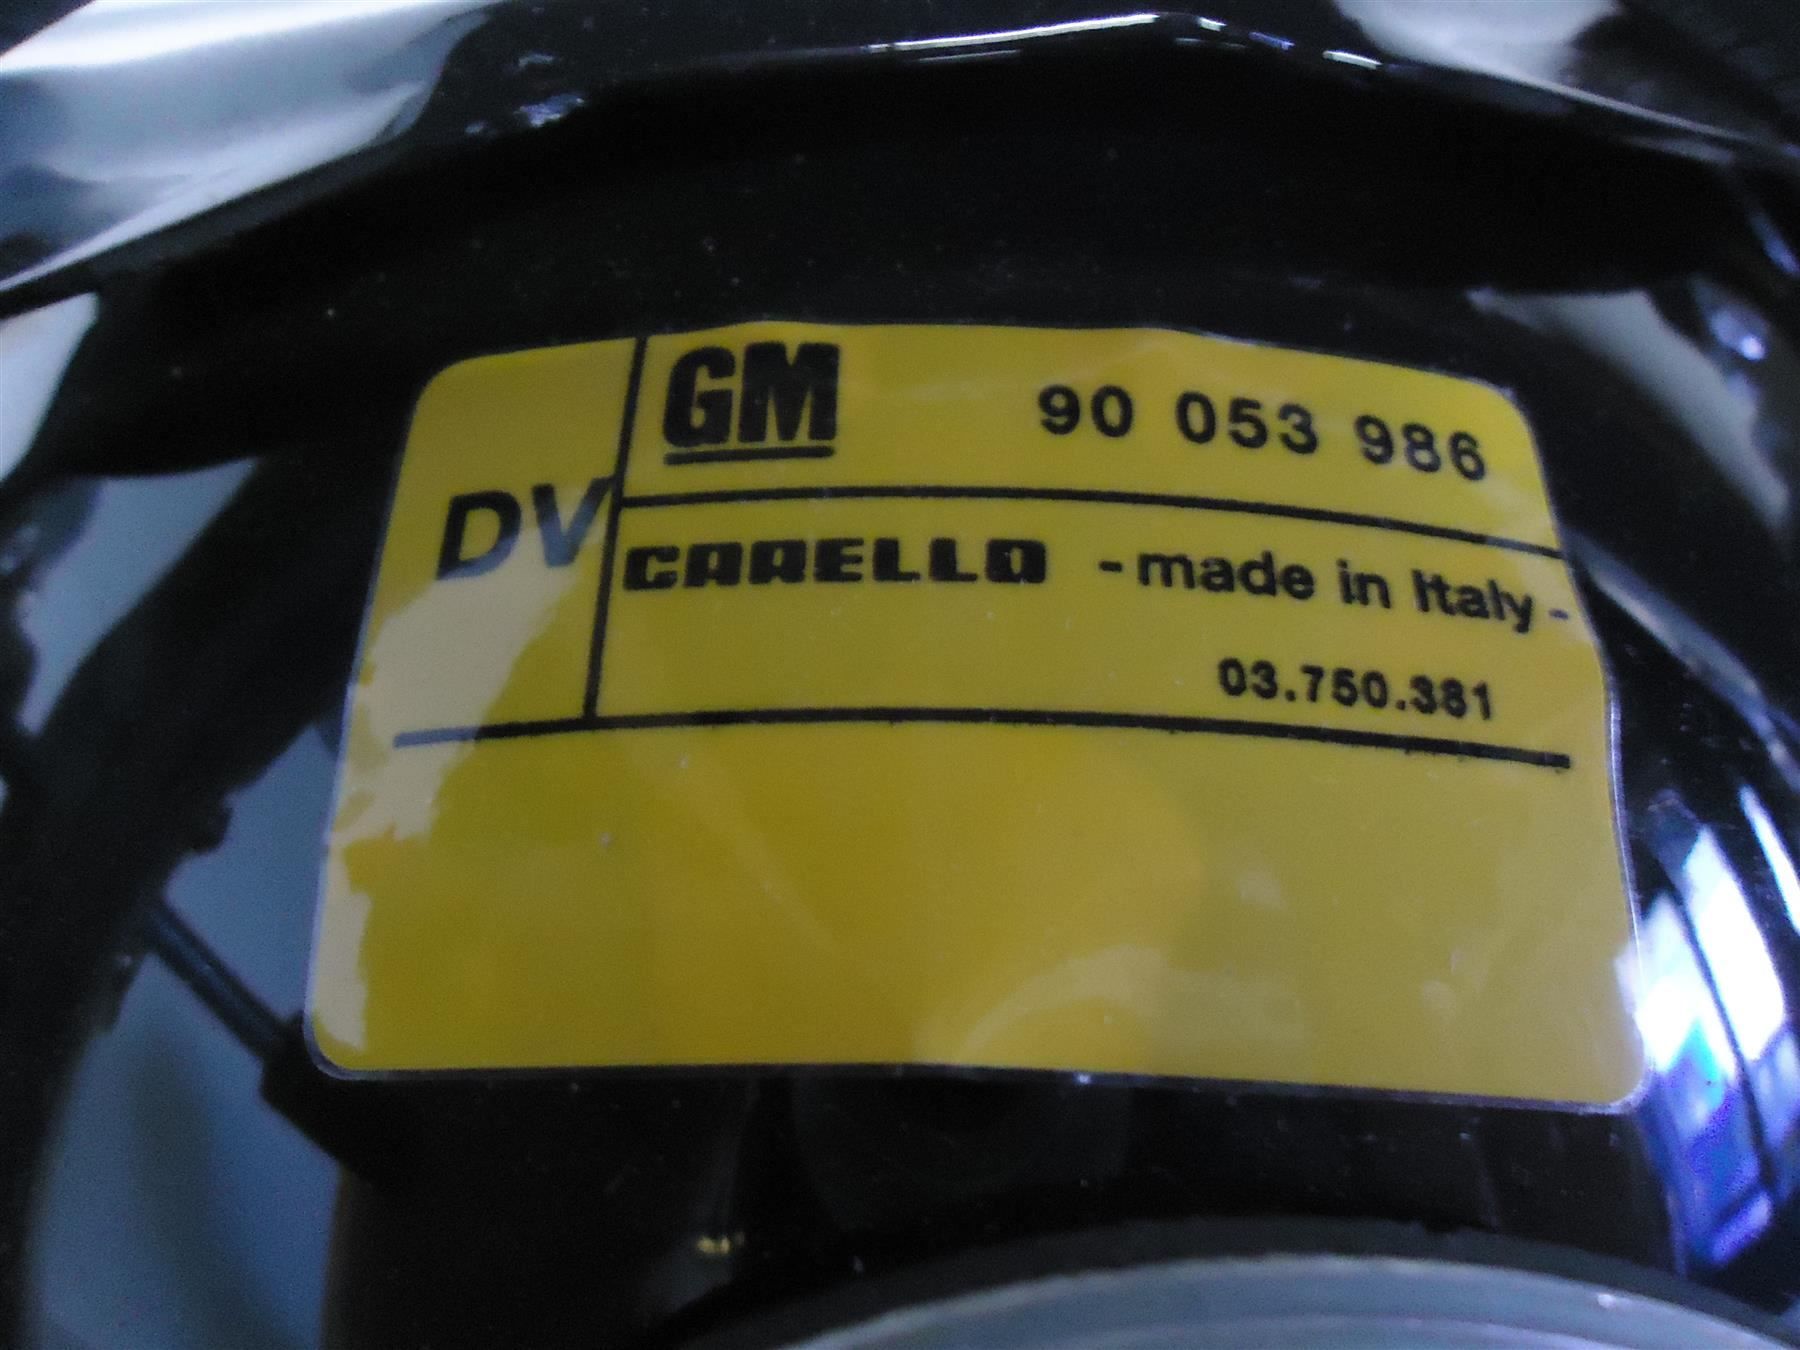 GM 90 053 986
DV
CARELLO - made in Italy -
03.750.381